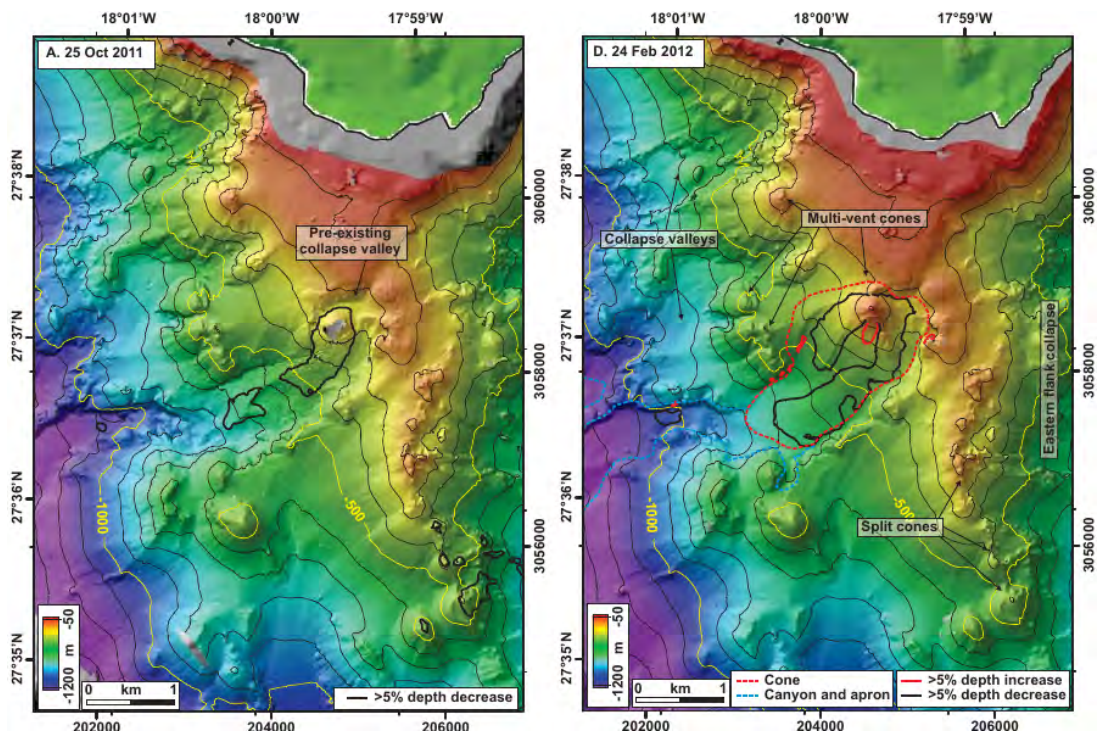 18°01'W
18°00'W
17°59'W
A. 25 Oct 2011
27°38'N
27°37'N
27°36'N
27°35'N
3060000
3058000
3056000
Pre-existing
collapse valley
-500
-1000
-50
m
-1200
0 km 1
>5% depth decrease
202000
204000
206000
18°01'W
18°00'W
17°59'W
D. 24 Feb 2012
27°38'N
27°37'N
27°36'N
27°35'N
3060000
3058000
3056000
Multi-vent cones
Collapse valleys
Eastern flank collapse
-500
-1000
Split cones
-50
m
-1200
0 km 1
Cone
Canyon and apron
>5% depth increase
>5% depth decrease
202000
204000
206000